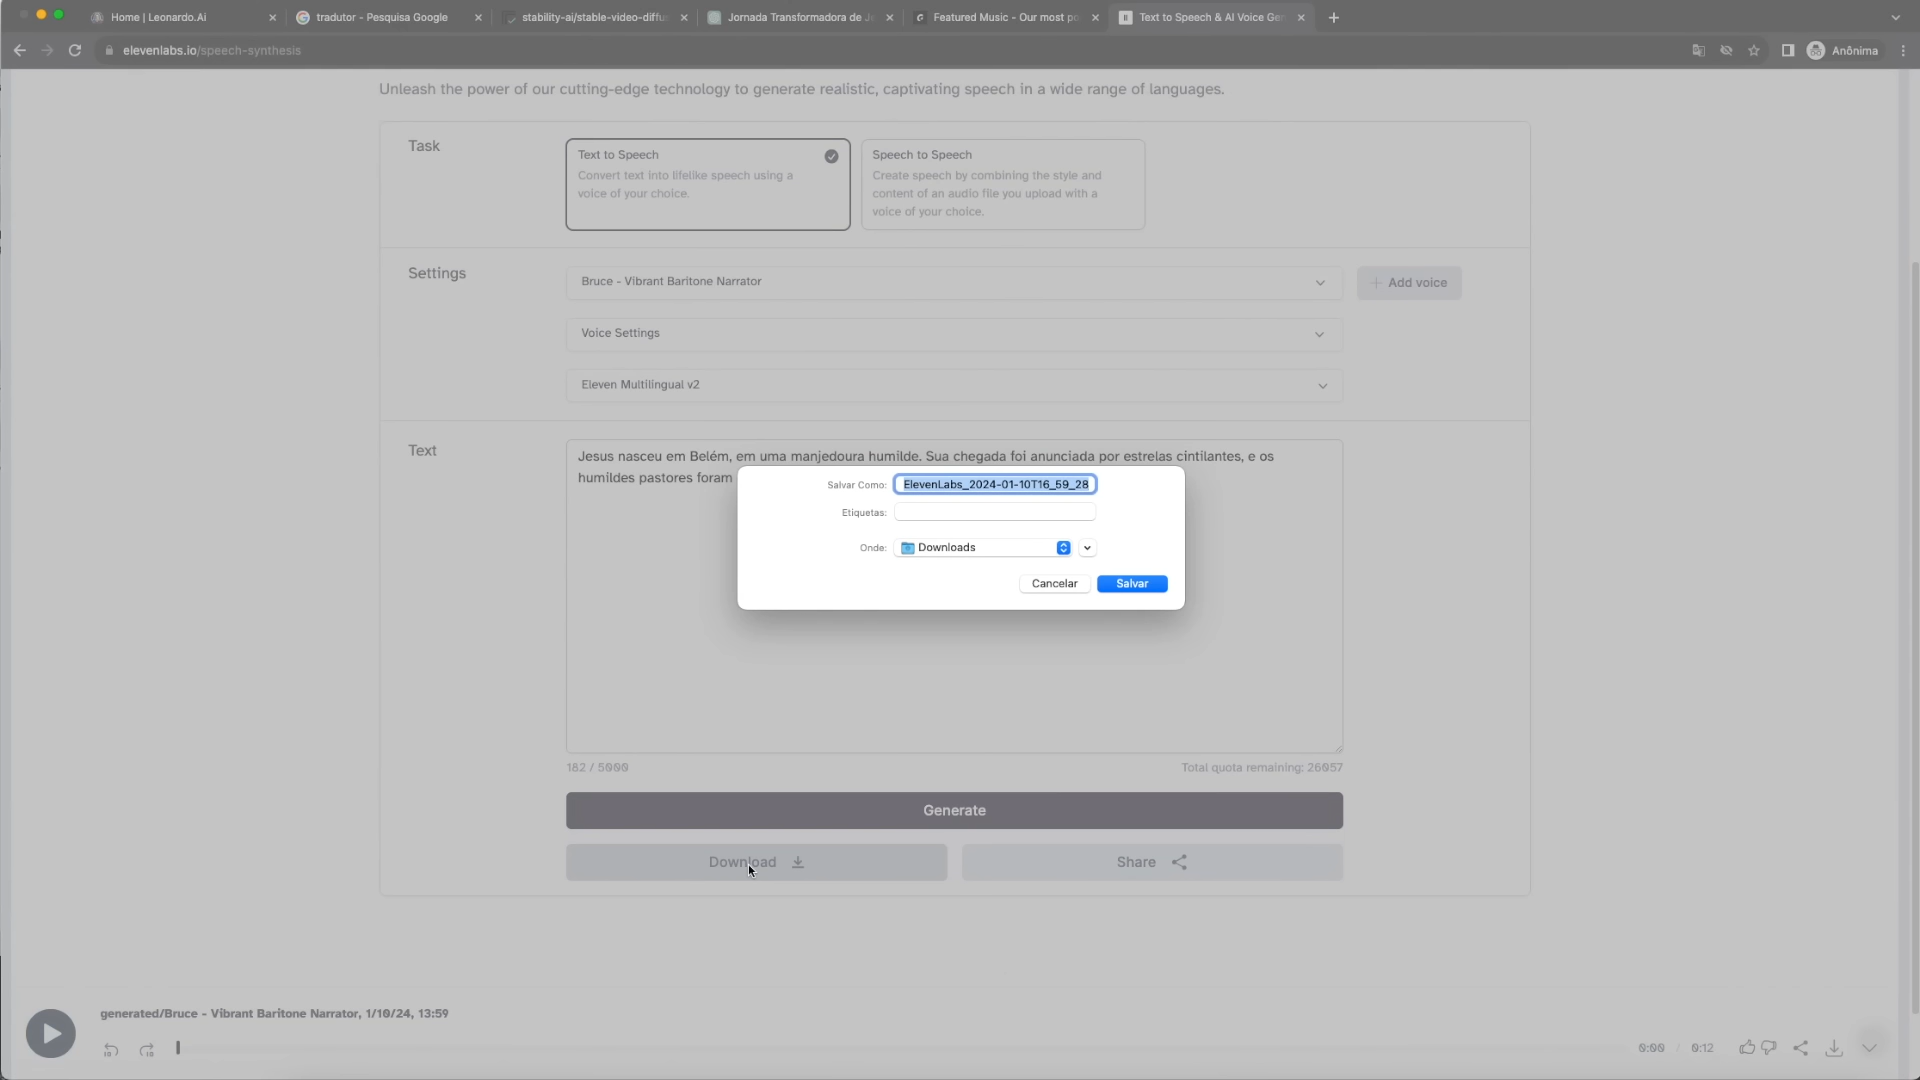 Home | Leonardo.Ai
tradutor - Pesquisa Google
stability-ai/stable-video-diffu
Jornada Transformadora de Je
Featured Music - Our most po
Text to Speech & AI Voice Gen
elevenlabs.io/speech-synthesis
Anônima
Unleash the power of our cutting-edge technology to generate realistic, captivating speech in a wide range of languages.
Task
Text to Speech
Convert text into lifelike speech using a
voice of your choice.
Speech to Speech
Create speech by combining the style and
content of an audio file you upload with a
voice of your choice.
Settings
Bruce - Vibrant Baritone Narrator
+ Add voice
Voice Settings
Eleven Multilingual v2
Text
Jesus nasceu em Belém, em uma manjedoura humilde. Sua chegada foi anunciada por estrelas cintilantes, e os
humildes pastores foram
Salvar Como: ElevenLabs_2024-01-10T16_59_28
Etiquetas:
Onde: Downloads
Cancelar
Salvar
182 / 5000
Total quota remaining: 26057
Generate
Download
Share
generated/Bruce - Vibrant Baritone Narrator, 1/10/24, 13:59
10
10
0:00 / 0:12